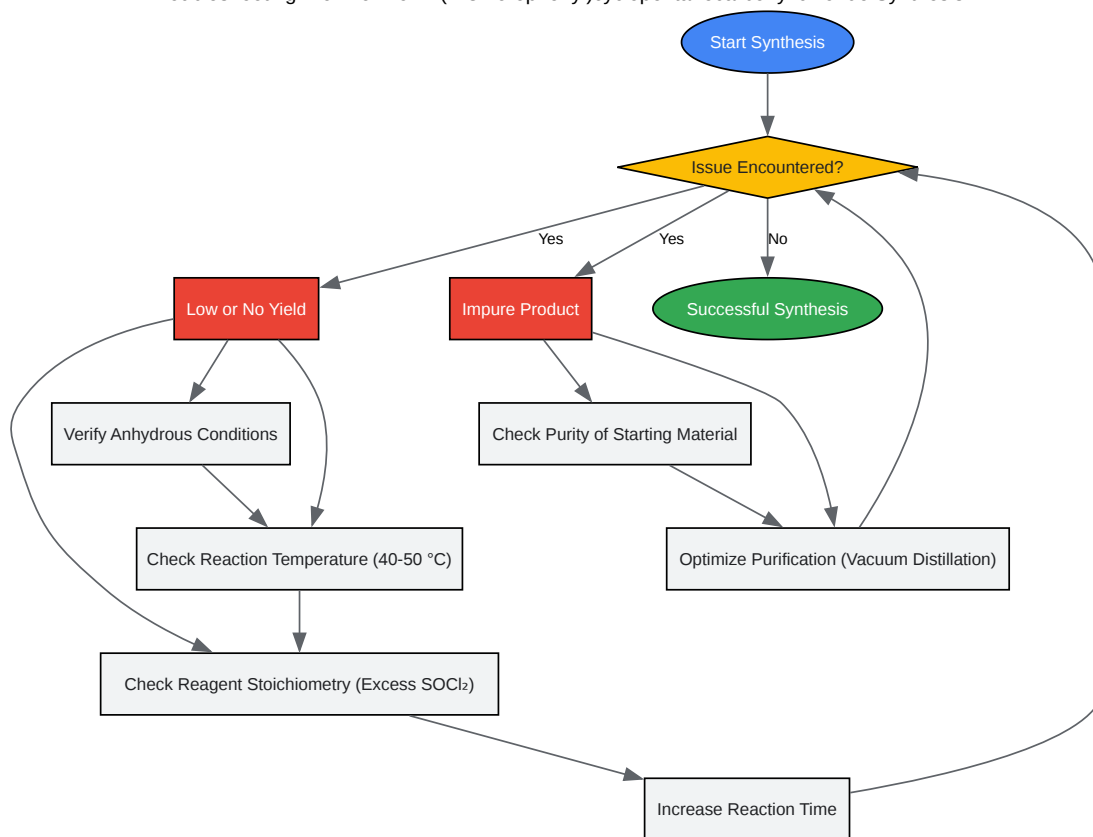 Start Synthesis
Issue Encountered?
Yes
Yes
No
Low or No Yield
Impure Product
Successful Synthesis
Verify Anhydrous Conditions
Check Purity of Starting Material
Check Reaction Temperature (40-50 °C)
Optimize Purification (Vacuum Distillation)
Check Reagent Stoichiometry (Excess SOCl₂)
Increase Reaction Time